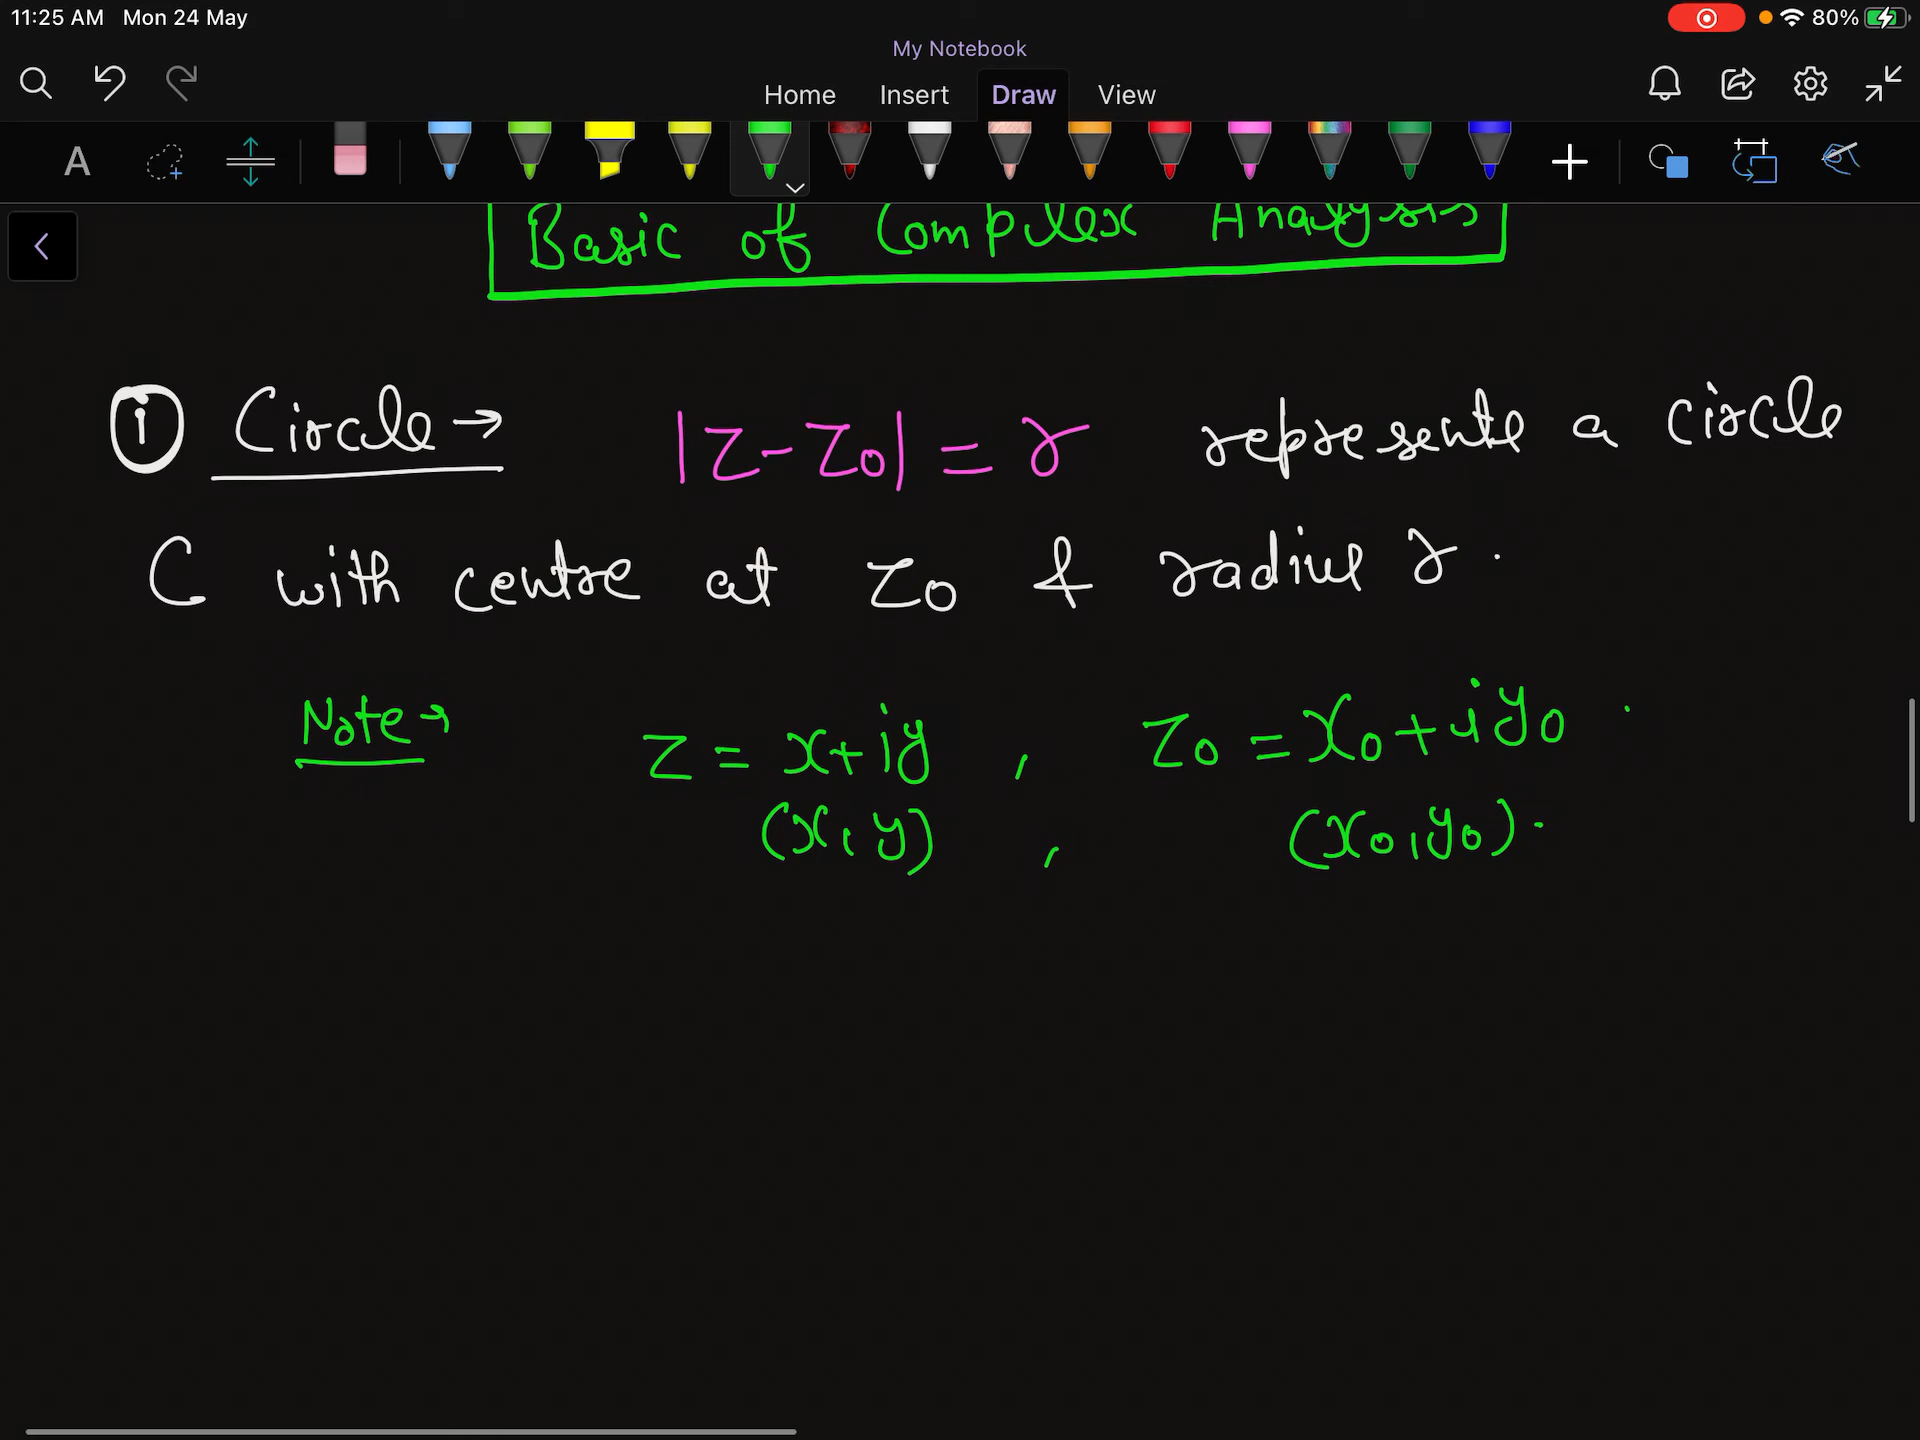 11:25 AM Mon 24 May
80%
My Notebook
Home Insert Draw View
A
Basic of Complex Analysis
(i) Circle → |z-z₀| = r represents a circle
C with centre at z₀ & radius r.
Note → z = x+iy , z₀ = x₀+iy₀ .
(x,y) , (x₀,y₀).